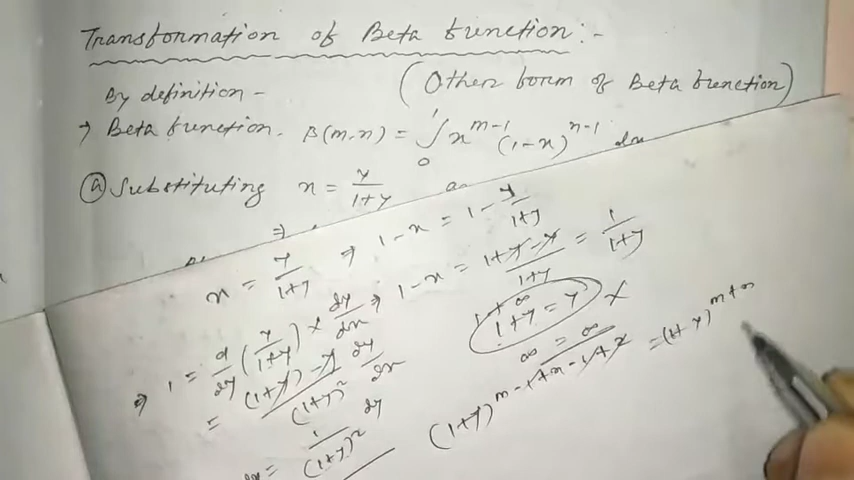 Transformation of Beta function :-
(Other form of Beta function)
By definition -
→ Beta function. β(m,n) = ∫₀¹ x^{m-1} (1-x)^{n-1} dx
ⓐ Substituting x = y/(1+y)
x = y/(1+y) ⇒ 1-x = 1 - y/(1+y)
⇒ 1-x = (1+y-y)/(1+y) = 1/(1+y)
⇒ 1 = d/dy (y/(1+y)) × dy/dx
= ((1+y)-y)/(1+y)² dy/dx
dx = 1/(1+y)² dy
1+∞
1+y = y ×
∞ = ∞
(1+y)^{m-1+n-1+2} = (1+y)^{m+n}